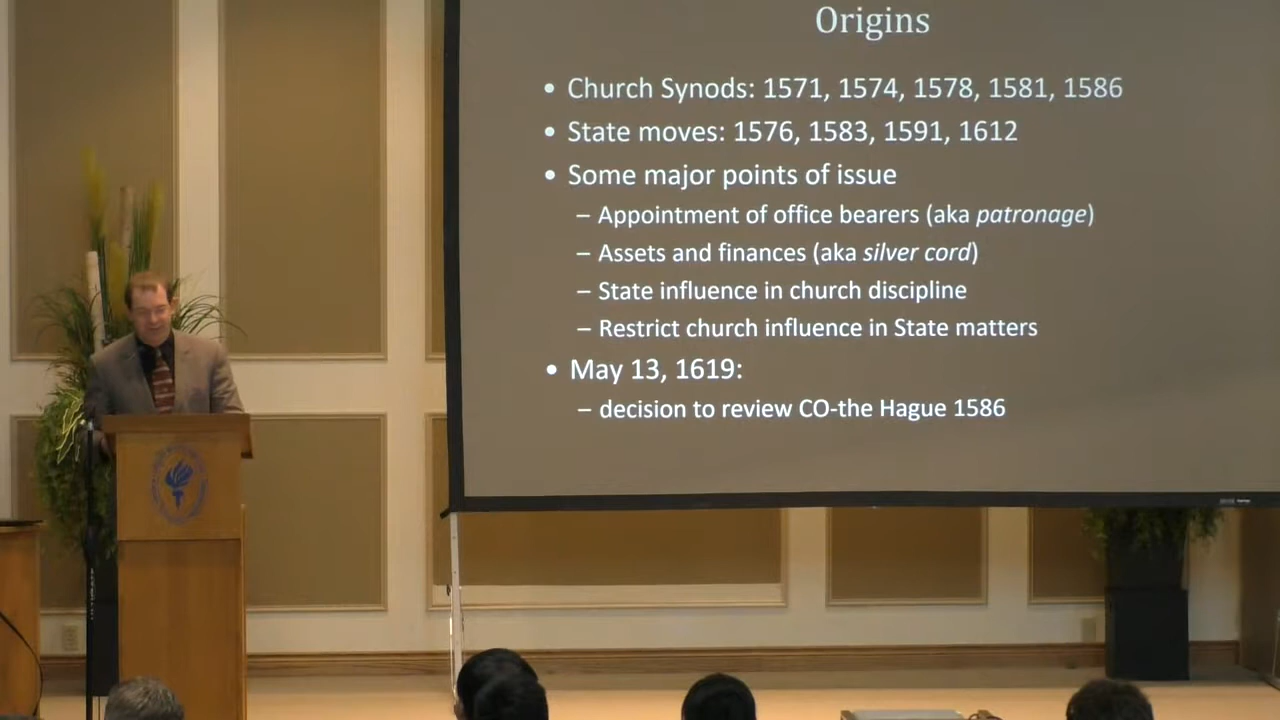 Origins
• Church Synods: 1571, 1574, 1578, 1581, 1586
• State moves: 1576, 1583, 1591, 1612
• Some major points of issue
– Appointment of office bearers (aka patronage)
– Assets and finances (aka silver cord)
– State influence in church discipline
– Restrict church influence in State matters
• May 13, 1619:
– decision to review CO-the Hague 1586